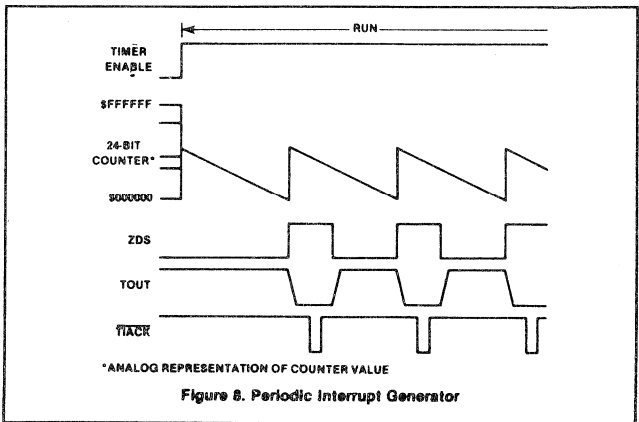 RUN
TIMER
ENABLE
$FFFFFF
24-BIT
COUNTER*
$000000
ZDS
TOUT
TIACK
*ANALOG REPRESENTATION OF COUNTER VALUE
Figure 8. Periodic Interrupt Generator